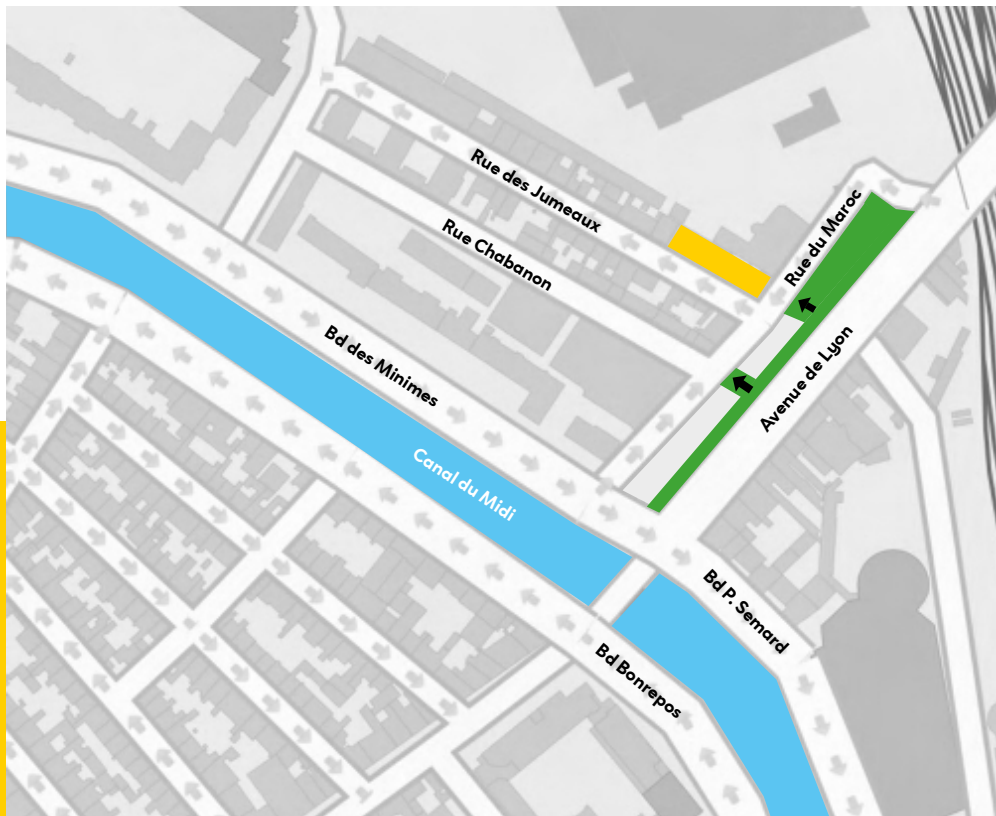 Rue des Jumeaux
Rue du Maroc
Rue Chabanon
Bd des Minimes
Avenue de Lyon
Canal du Midi
Bd P. Semard
Bd Bonrepos